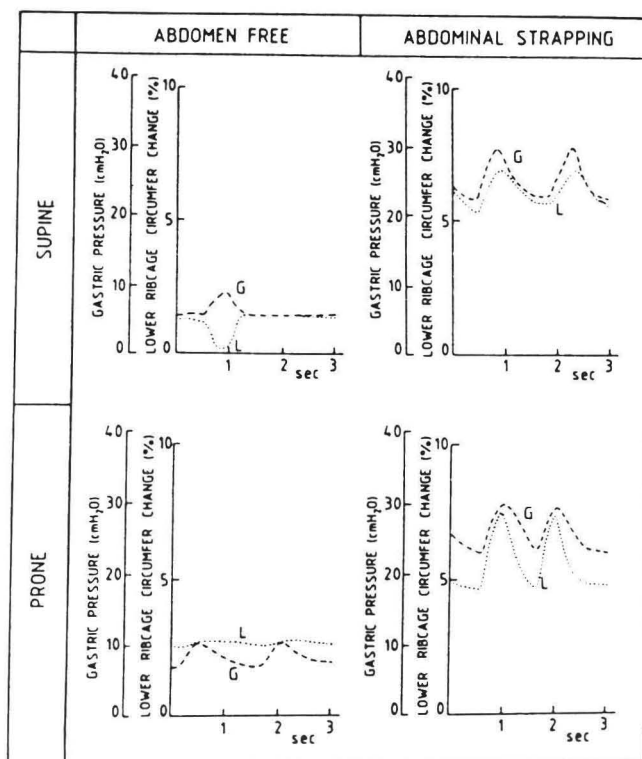 ABDOMEN FREE
ABDOMINAL STRAPPING
SUPINE
GASTRIC PRESSURE (cmH₂O)
40
30
20
10
0
LOWER RIBCAGE CIRCUMFER CHANGE (%)
10
5
0
G
L
1
2
3
sec
GASTRIC PRESSURE (cmH₂O)
40
30
20
10
0
LOWER RIBCAGE CIRCUMFER CHANGE (%)
10
5
0
G
L
1
2
3
sec
PRONE
GASTRIC PRESSURE (cmH₂O)
40
30
20
10
0
LOWER RIBCAGE CIRCUMFER CHANGE (%)
10
5
0
L
G
1
2
3
sec
GASTRIC PRESSURE (cmH₂O)
40
30
20
10
0
LOWER RIBCAGE CIRCUMFER CHANGE (%)
10
5
0
G
L
1
2
3
sec